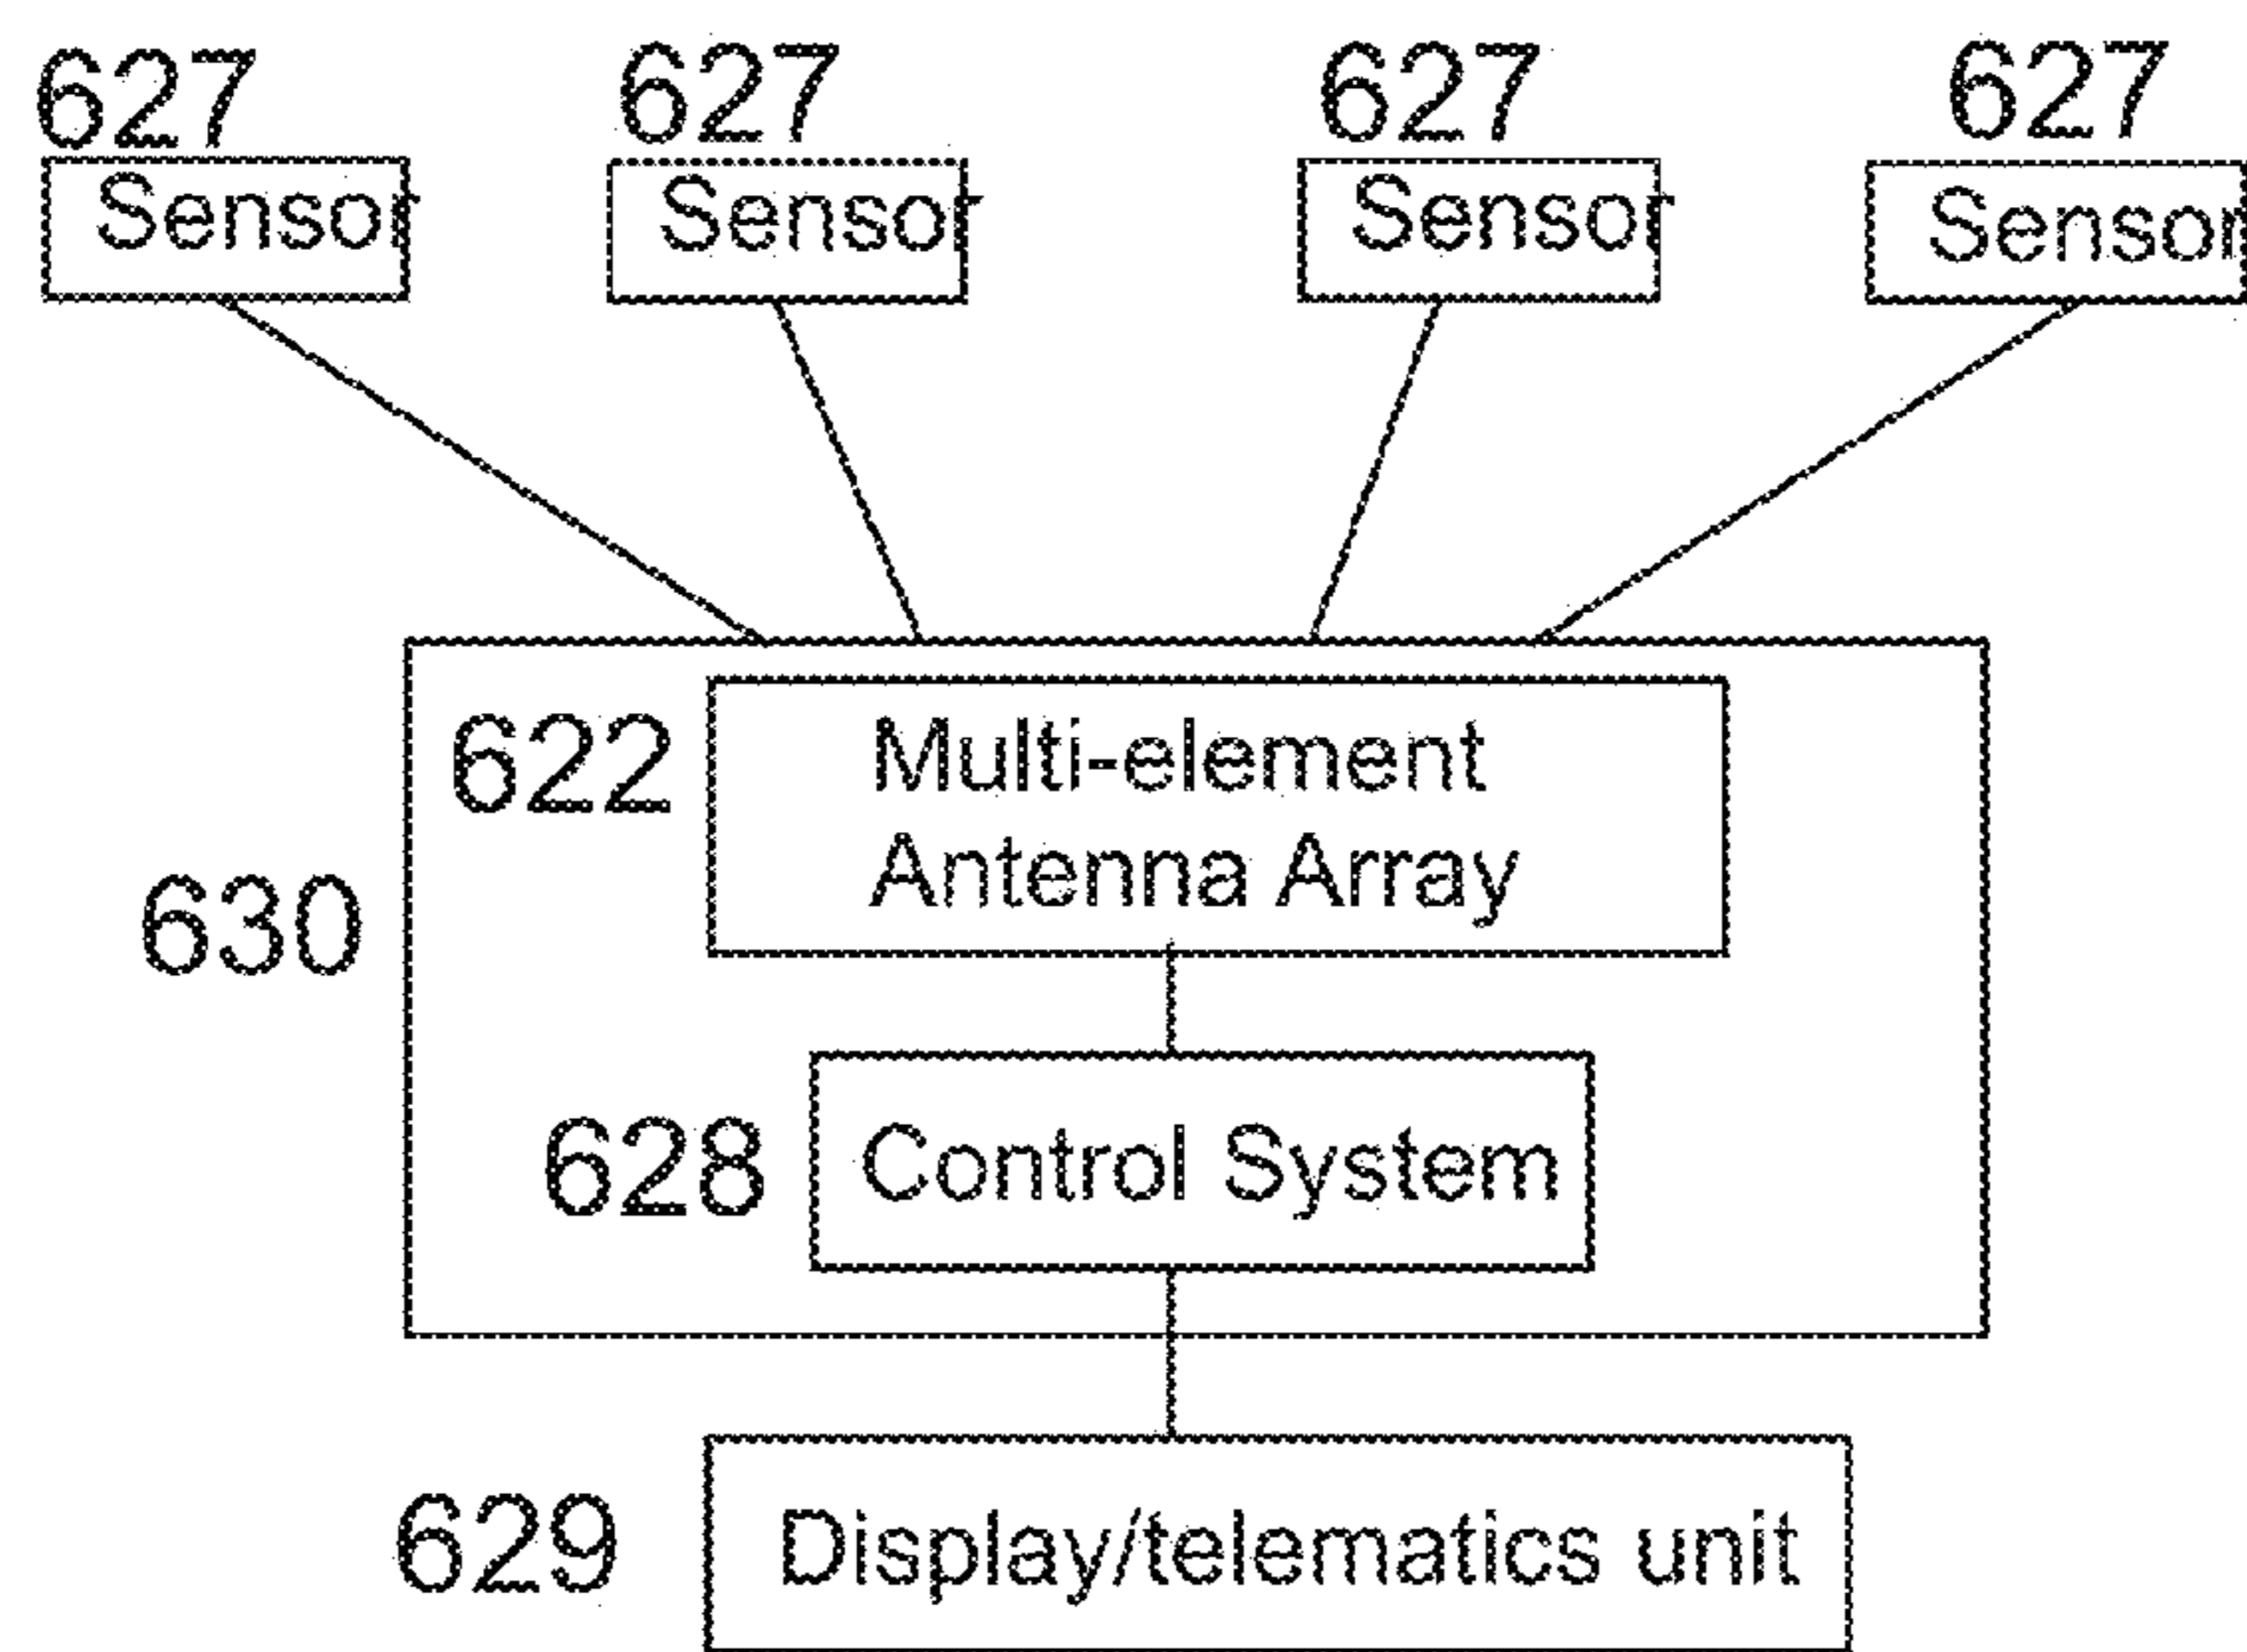 627 627 627 627
Sensor Sensor Sensor Sensor
622 Multi-element
Antenna Array
630
628 Control System
629 Display/telematics unit